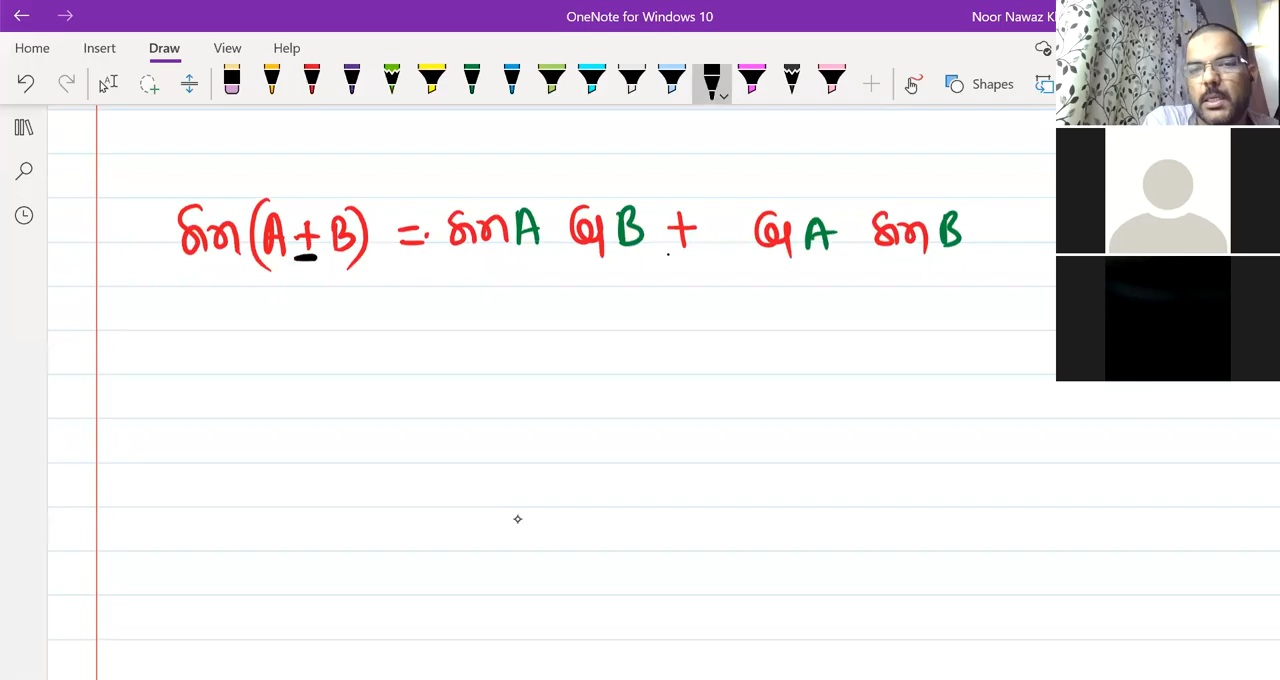 OneNote for Windows 10
Noor Nawaz K
Home Insert Draw View Help
Shapes
Sin(A + B) = Sin A Cos B + Cos A Sin B